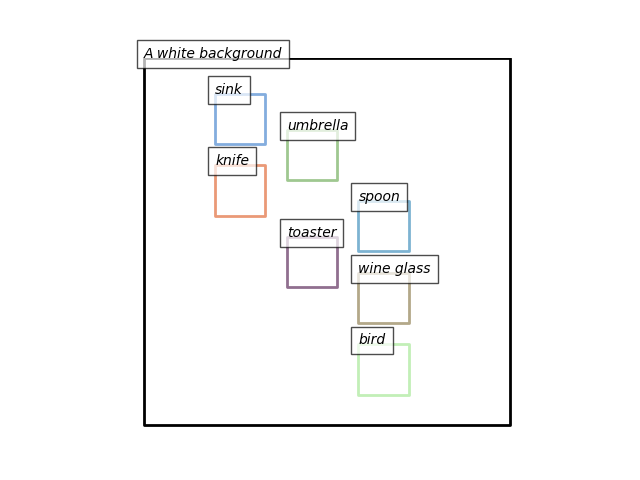 A white background
sink
umbrella
knife
spoon
toaster
wine glass
bird